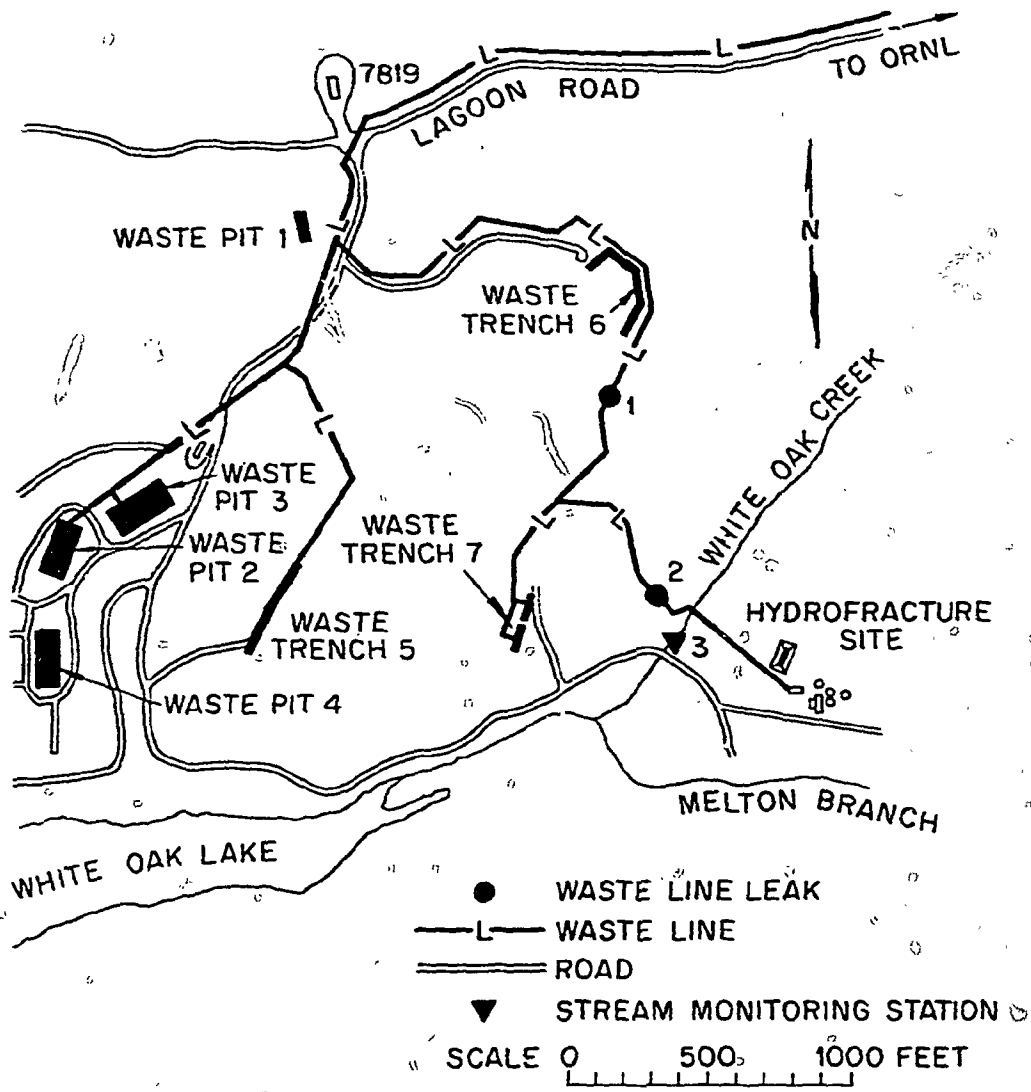 L
L
TO ORNL
7819
LAGOON ROAD
WASTE PIT 1
L
L
L
N
WASTE
TRENCH 6
L
1
WHITE OAK CREEK
L
L
WASTE
PIT 3
WASTE
PIT 2
WASTE
TRENCH 7
L
L
2
HYDROFRACTURE
SITE
3
WASTE
TRENCH 5
WASTE PIT 4
MELTON BRANCH
WHITE OAK LAKE
WASTE LINE LEAK
L WASTE LINE
ROAD
STREAM MONITORING STATION
SCALE 0 500 1000 FEET